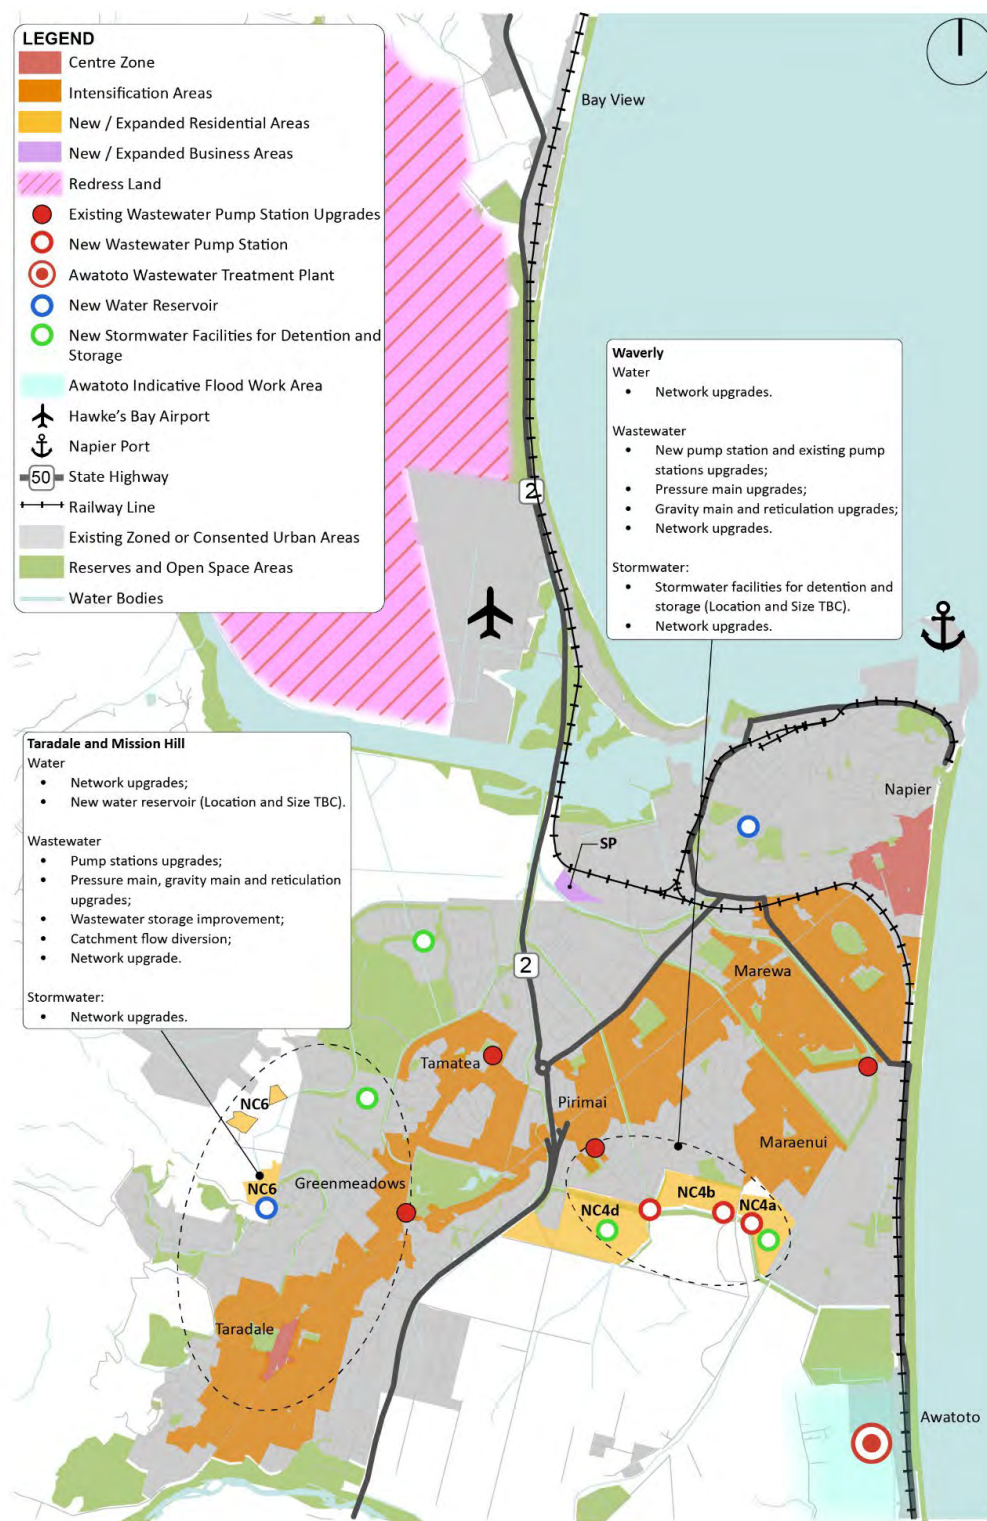 LEGEND
Centre Zone
Intensification Areas
New / Expanded Residential Areas
New / Expanded Business Areas
Redress Land
Existing Wastewater Pump Station Upgrades
New Wastewater Pump Station
Awatoto Wastewater Treatment Plant
New Water Reservoir
New Stormwater Facilities for Detention and
Storage
Awatoto Indicative Flood Work Area
Hawke's Bay Airport
Napier Port
50 State Highway
Railway Line
Existing Zoned or Consented Urban Areas
Reserves and Open Space Areas
Water Bodies
Bay View
2
Waverly
Water
• Network upgrades.
Wastewater
• New pump station and existing pump
stations upgrades;
• Pressure main upgrades;
• Gravity main and reticulation upgrades;
• Network upgrades.
Stormwater:
• Stormwater facilities for detention and
storage (Location and Size TBC).
• Network upgrades.
Taradale and Mission Hill
Water
• Network upgrades;
• New water reservoir (Location and Size TBC).
Wastewater
• Pump stations upgrades;
• Pressure main, gravity main and reticulation
upgrades;
• Wastewater storage improvement;
• Catchment flow diversion;
• Network upgrade.
Stormwater:
• Network upgrades.
Napier
SP
2
Marewa
Tamatea
Pirimai
NC6
Maraenui
Greenmeadows
NC6
NC4b
NC4a
NC4d
Taradale
Awatoto